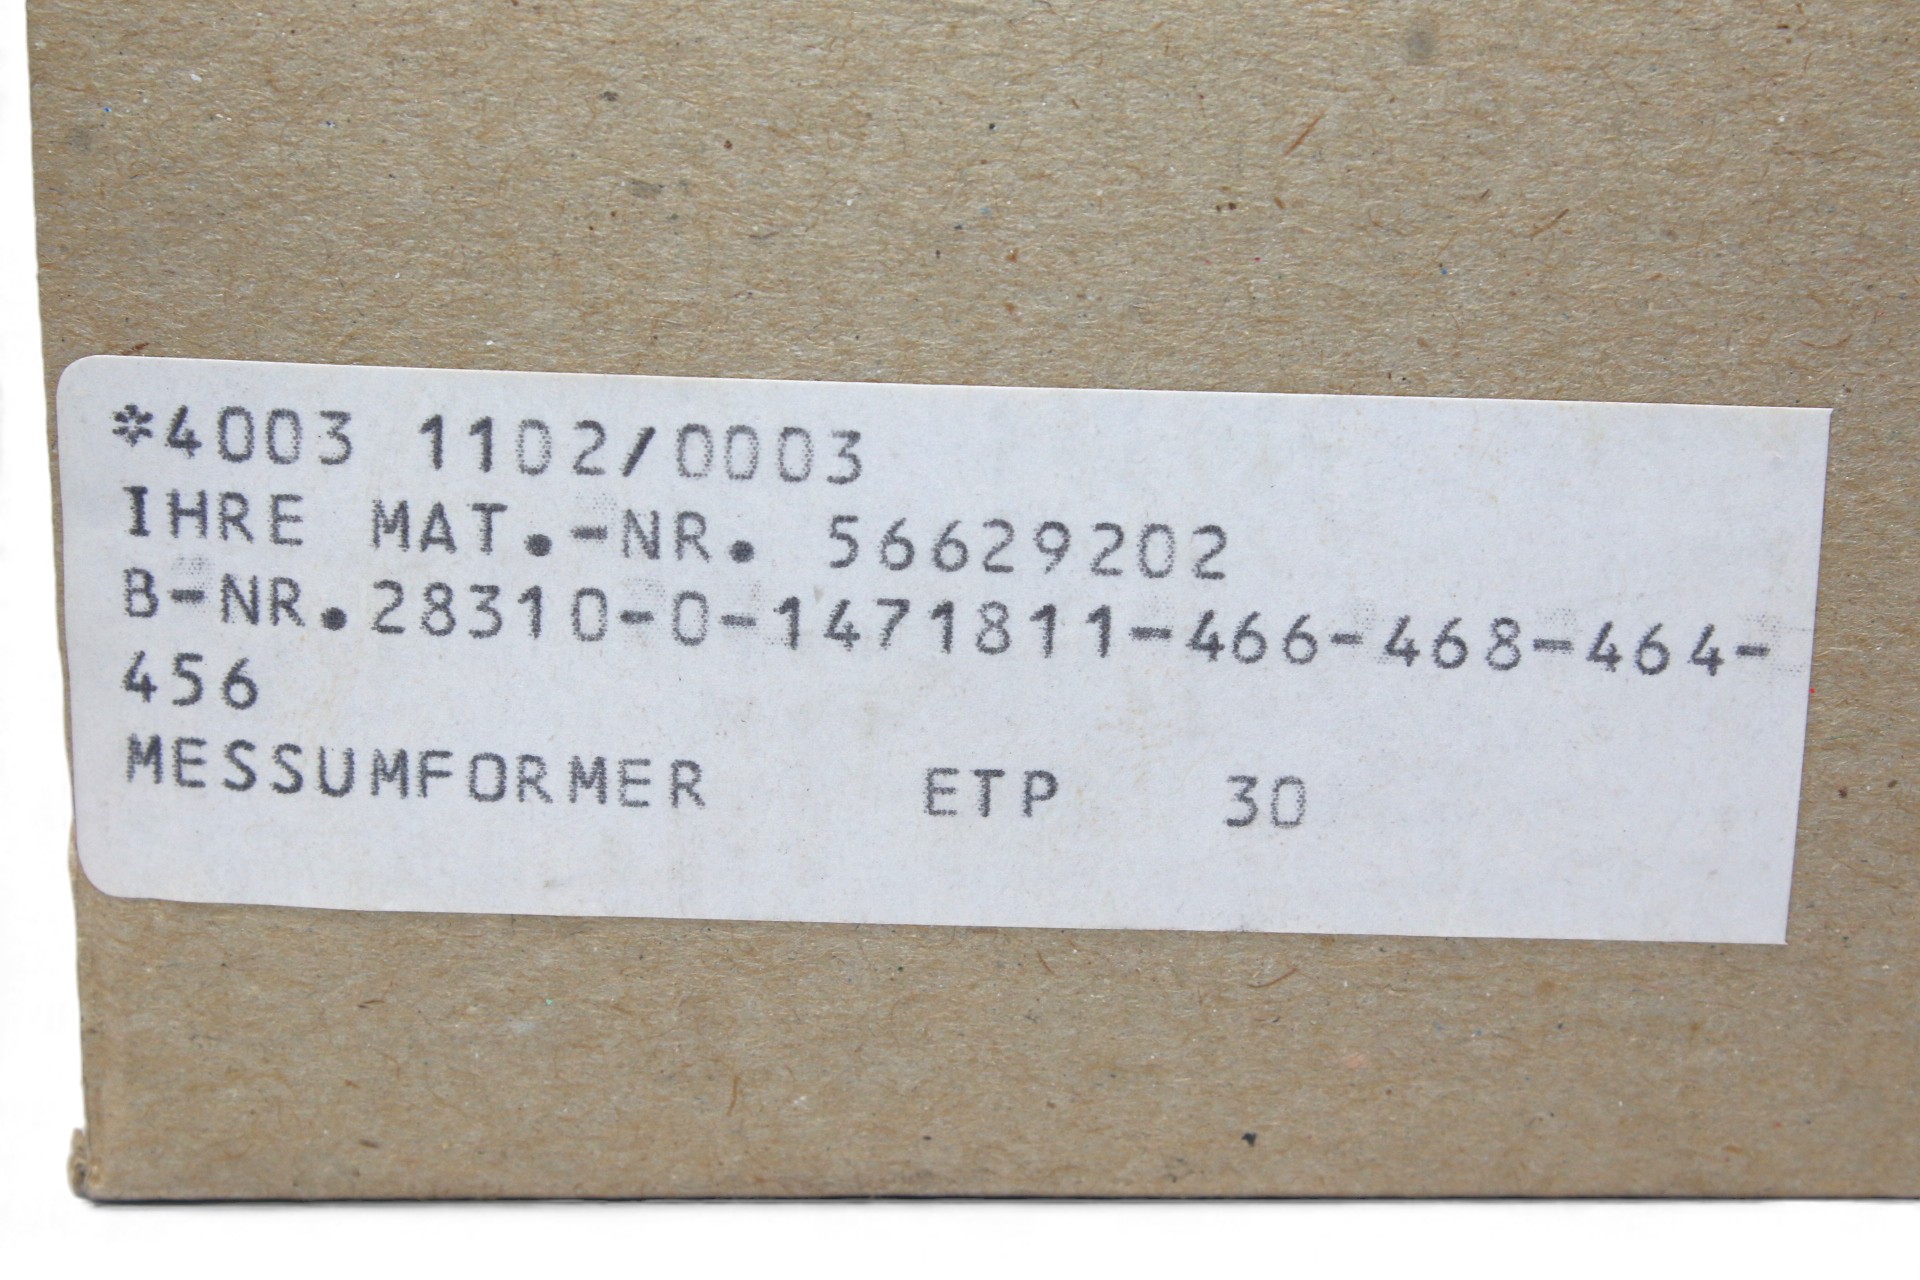 *4003 1102/0003
IHRE MAT.-NR. 56629202
B-NR.28310-0-1471811-466-468-464-
456
MESSUMFORMER ETP 30